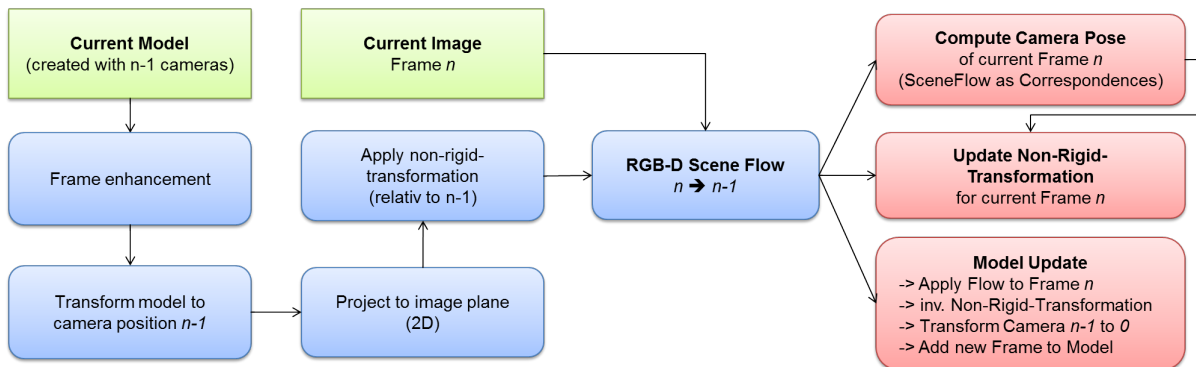 Current Model
(created with n-1 cameras)
Current Image
Frame n
Compute Camera Pose
of current Frame n
(SceneFlow as Correspondences)
Frame enhancement
Apply non-rigid-
transformation
(relativ to n-1)
RGB-D Scene Flow
n ➔ n-1
Update Non-Rigid-
Transformation
for current Frame n
Transform model to
camera position n-1
Project to image plane
(2D)
Model Update
-> Apply Flow to Frame n
-> inv. Non-Rigid-Transformation
-> Transform Camera n-1 to 0
-> Add new Frame to Model